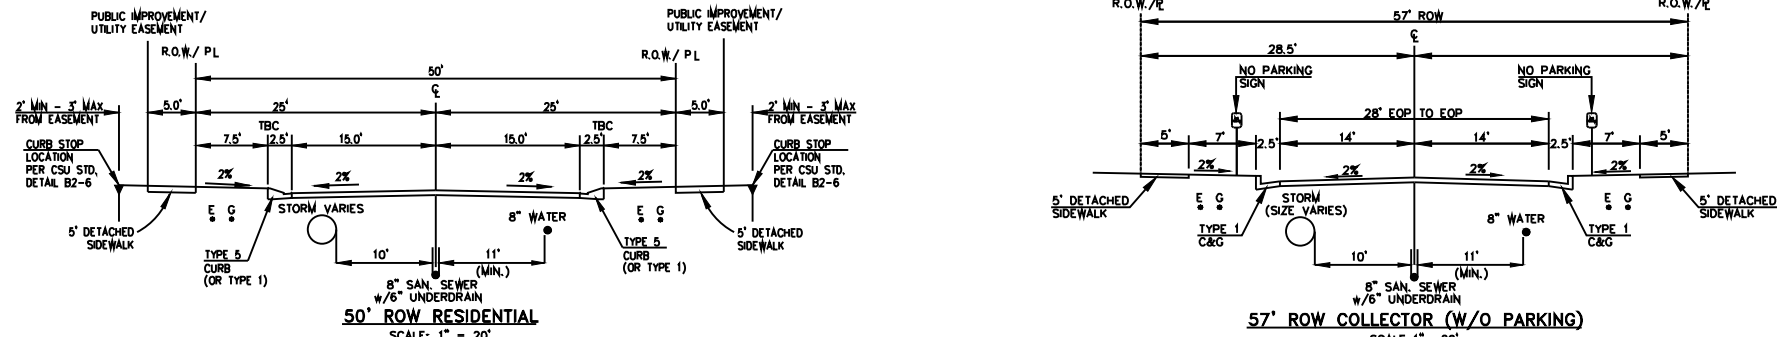 PUBLIC IMPROVEMENT/
UTILITY EASEMENT
R.O.W./ PL
PUBLIC IMPROVEMENT/
UTILITY EASEMENT
R.O.W./ PL
50'
℄
2' MIN - 3' MAX
FROM EASEMENT
5.0'
25'
25'
5.0'
2' MIN - 3' MAX
FROM EASEMENT
TBC
TBC
7.5'
2.5'
15.0'
15.0'
2.5'
7.5'
CURB STOP
LOCATION
PER CSU STD,
DETAIL B2-6
CURB STOP
LOCATION
PER CSU STD,
DETAIL B2-6
2%
2%
2%
2%
E G
STORM VARIES
8" WATER
E G
5' DETACHED
SIDEWALK
5' DETACHED
SIDEWALK
TYPE 5
CURB
(OR TYPE 1)
TYPE 5
CURB
(OR TYPE 1)
10'
11'
(MIN.)
8" SAN. SEWER
w/6" UNDERDRAIN
50' ROW RESIDENTIAL
SCALE: 1" = 20'
R.O.W./℄
R.O.W./℄
57' ROW
℄
28.5'
NO PARKING
SIGN
NO PARKING
SIGN
28' EOP TO EOP
5'
7'
2.5'
14'
14'
2.5'
7'
5'
2%
2%
2%
2%
5' DETACHED
SIDEWALK
E G
STORM
(SIZE VARIES)
8" WATER
E G
5' DETACHED
SIDEWALK
TYPE 1
C&G
TYPE 1
C&G
10'
11'
(MIN.)
8" SAN. SEWER
w/6" UNDERDRAIN
57' ROW COLLECTOR (W/O PARKING)